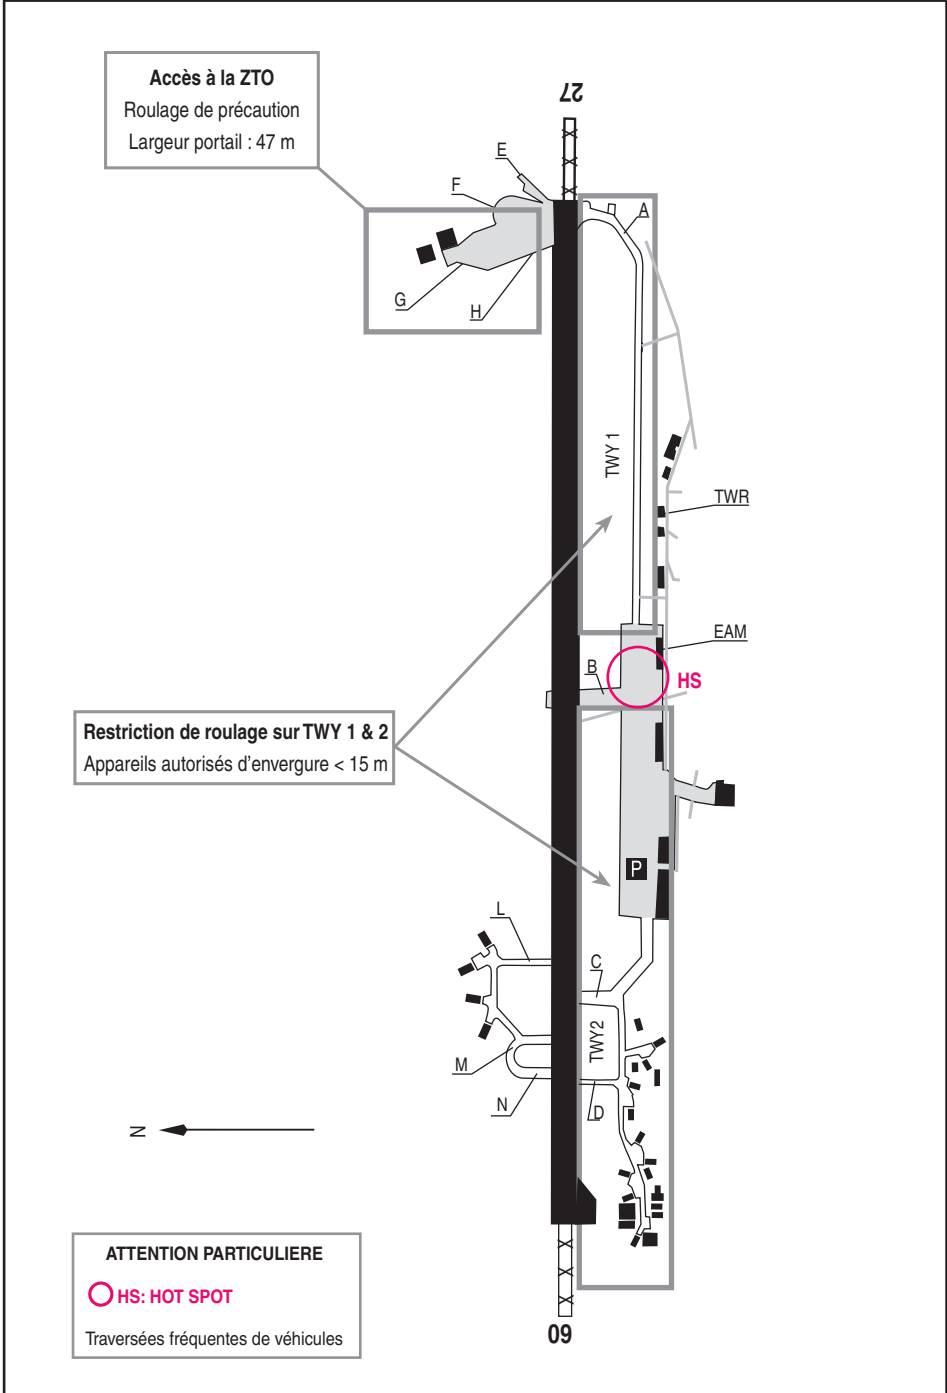 Accès à la ZTO
Roulage de précaution
Largeur portail : 47 m
27
E
F
A
G
H
TWY 1
TWR
EAM
B
HS
Restriction de roulage sur TWY 1 & 2
Appareils autorisés d'envergure < 15 m
P
L
C
TWY2
M
N
D
N
ATTENTION PARTICULIERE
HS: HOT SPOT
Traversées fréquentes de véhicules
09